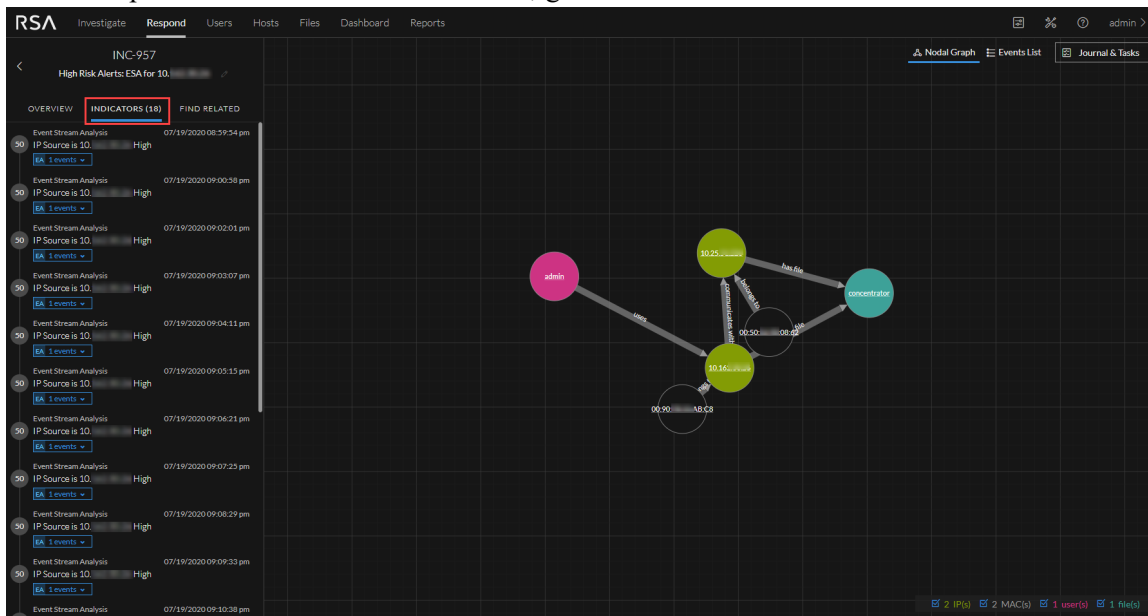 RSA Investigate Respond Users Hosts Files Dashboard Reports admin >
INC-957
High Risk Alerts: ESA for 10.
Nodal Graph Events List Journal & Tasks
OVERVIEW INDICATORS (18) FIND RELATED
Event Stream Analysis 07/19/2020 08:59:54 pm
50 IP Source is 10. High
EA 1 events
Event Stream Analysis 07/19/2020 09:00:58 pm
50 IP Source is 10. High
EA 1 events
Event Stream Analysis 07/19/2020 09:02:01 pm
50 IP Source is 10. High
EA 1 events
Event Stream Analysis 07/19/2020 09:03:07 pm
50 IP Source is 10. High
EA 1 events
Event Stream Analysis 07/19/2020 09:04:11 pm
50 IP Source is 10. High
EA 1 events
Event Stream Analysis 07/19/2020 09:05:15 pm
50 IP Source is 10. High
EA 1 events
Event Stream Analysis 07/19/2020 09:06:21 pm
50 IP Source is 10. High
EA 1 events
Event Stream Analysis 07/19/2020 09:07:25 pm
50 IP Source is 10. High
EA 1 events
Event Stream Analysis 07/19/2020 09:08:29 pm
50 IP Source is 10. High
EA 1 events
Event Stream Analysis 07/19/2020 09:09:33 pm
50 IP Source is 10. High
EA 1 events
Event Stream Analysis 07/19/2020 09:10:38 pm
10.25
has file
admin
concentrator
belongs to
communicates with
uses
00:50: :08:62
file
10.16
00:90: :AB:C8
2 IP(s) 2 MAC(s) 1 user(s) 1 file(s)